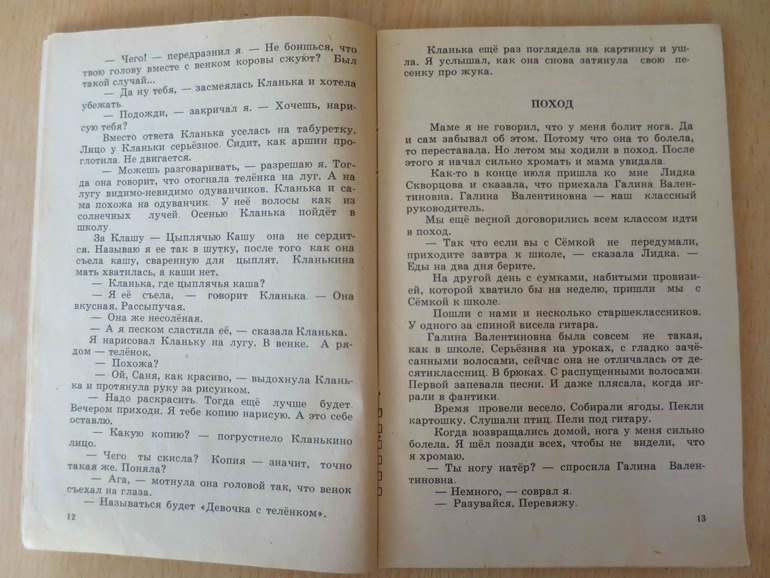 — Чего! — передразнил я. — Не боишься, что
твою голову вместе с венком коровы сжуют? Был
такой случай...
— Да ну тебя, — засмеялась Кланька и хотела
убежать.
— Подожди, — закричал я. — Хочешь, нари-
сую тебя?
Вместо ответа Кланька уселась на табуретку.
Лицо у Кланьки серьёзное. Сидит, как аршин про-
глотила. Не двигается.
— Можешь разговаривать, — разрешаю я. Тог-
да она говорит, что отогнала телёнка на луг. А на
лугу видимо-невидимо одуванчиков. Кланька и са-
ма похожа на одуванчик. У неё волосы как из
солнечных лучей. Осенью Кланька пойдёт в
школу.
За Клашу — Цыплячью Кашу она не сердит-
ся. Называю я ее так в шутку, после того как она
съела кашу, сваренную для цыплят. Кланькина
мать хватилась, а каши нет.
— Кланька, где цыплячья каша?
— Я её съела, — говорит Кланька. — Она
вкусная. Рассыпучая.
— Она же несолёная.
— А я песком сластила её, — сказала Кланька.
Я нарисовал Кланьку на лугу. В венке. А ря-
дом — телёнок.
— Похожа?
— Ой, Саня, как красиво, — выдохнула Клань-
ка и протянула руку за рисунком.
— Надо раскрасить. Тогда ещё лучше будет.
Вечером приходи. Я тебе копию нарисую. А это себе
оставлю.
— Какую копию? — погрустнело Кланькино
лицо.
— Чего ты скисла? Копия — значит, точно
такая же. Поняла?
— Ага, — мотнула она головой так, что венок
съехал на глаза.
— Называться будет «Девочка с телёнком».
12
Кланька ещё раз поглядела на картинку и уш-
ла. Я услышал, как она снова затянула свою пе-
сенку про жука.
ПОХОД
Маме я не говорил, что у меня болит нога. Да
и сам забывал об этом. Потому что она то болела,
то переставала. Но летом мы ходили в поход. После
этого я начал сильно хромать и мама увидала.
Как-то в конце июля пришла ко мне Лидка
Скворцова и сказала, что приехала Галина Вален-
тиновна. Галина Валентиновна — наш классный
руководитель.
Мы ещё весной договорились всем классом идти
в поход.
— Так что если вы с Сёмкой не передумали,
приходите завтра к школе, — сказала Лидка. —
Еды на два дня берите.
На другой день с сумками, набитыми провизи-
ей, которой хватило бы на неделю, пришли мы с
Сёмкой к школе.
Пошли с нами и несколько старшеклассников.
У одного за спиной висела гитара.
Галина Валентиновна была совсем не такая,
как в школе. Серьёзная на уроках, с гладко зачё-
санными волосами, сейчас она не отличалась от де-
сятиклассниц. В брюках. С распущенными волосами.
Первой запевала песни. И даже плясала, когда иг-
рали в фантики.
Время провели весело. Собирали ягоды. Пекли
картошку. Слушали птиц. Пели под гитару.
Когда возвращались домой, нога у меня сильно
болела. Я шёл позади всех, чтобы не видели, что
я хромаю.
— Ты ногу натёр? — спросила Галина Вален-
тиновна.
— Немного, — соврал я.
— Разувайся. Перевяжу.
13